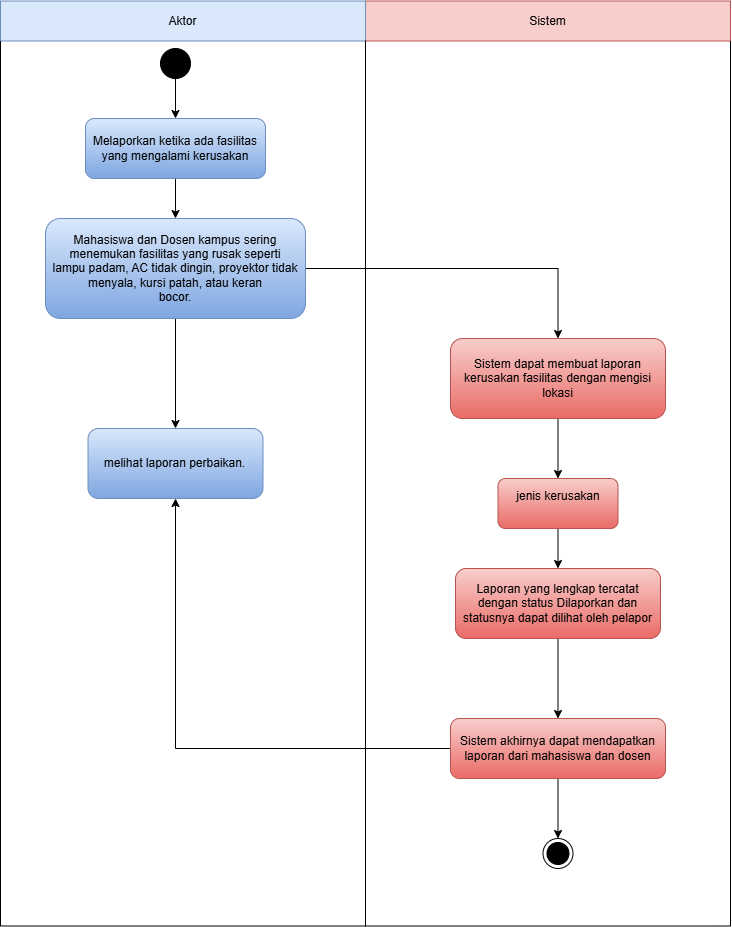 Aktor
Sistem
Melaporkan ketika ada fasilitas
yang mengalami kerusakan
Mahasiswa dan Dosen kampus sering
menemukan fasilitas yang rusak seperti
lampu padam, AC tidak dingin, proyektor tidak
menyala, kursi patah, atau keran
bocor.
Sistem dapat membuat laporan
kerusakan fasilitas dengan mengisi
lokasi
melihat laporan perbaikan.
jenis kerusakan
Laporan yang lengkap tercatat
dengan status Dilaporkan dan
statusnya dapat dilihat oleh pelapor
Sistem akhirnya dapat mendapatkan
laporan dari mahasiswa dan dosen